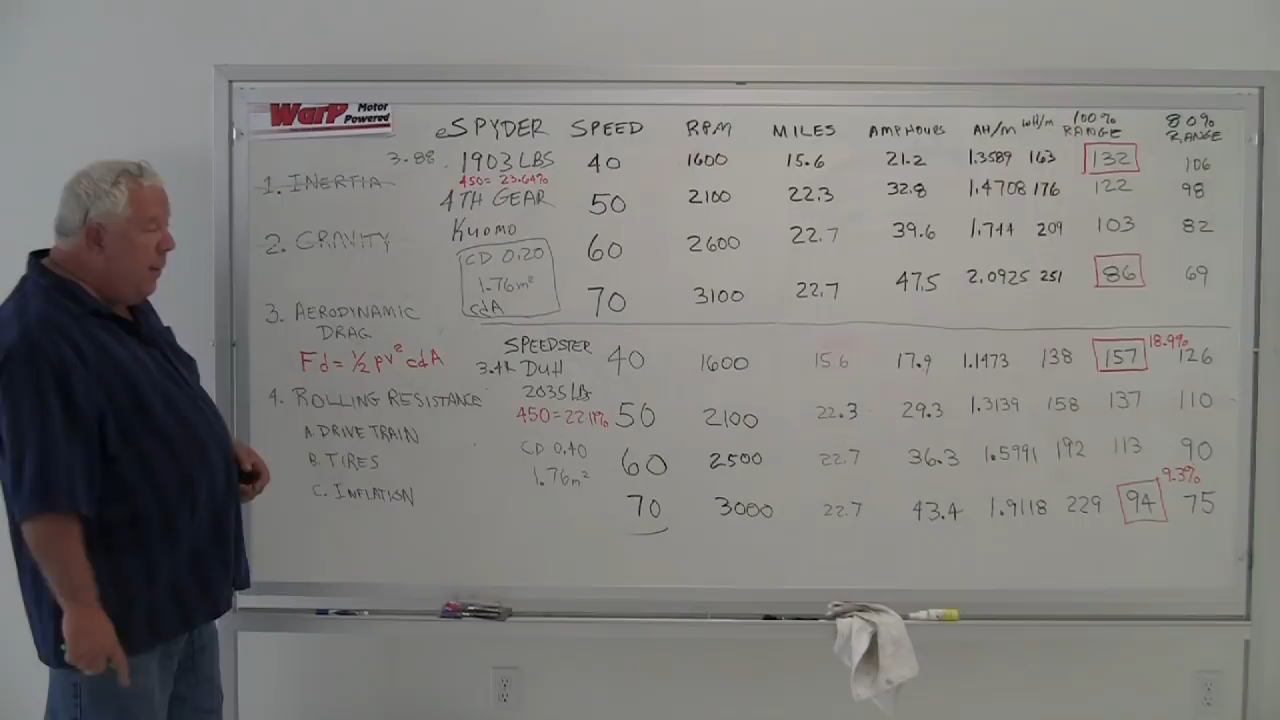 WarP Motor Powered
eSPYDER SPEED RPM MILES AMPHOURS AH/M WH/M 100% RANGE 80% RANGE
3.88 1903 LBS 40 1600 15.6 21.2 1.3589 163 132 106
450= 23.64%
1. INERTIA
4TH GEAR 50 2100 22.3 32.8 1.4708 176 122 98
Kuomo
2. GRAVITY
60 2600 22.7 39.6 1.744 209 103 82
CD 0.20
1.76m²
cdA
70 3100 22.7 47.5 2.0925 251 86 69
3. AERODYNAMIC
DRAG
Fd = ½ pv² cdA
SPEEDSTER 40 1600 15.6 17.9 1.1473 138 157 18.9% 126
2035 LBS
4. ROLLING RESISTANCE
450=22.11% 50 2100 22.3 29.3 1.3139 158 137 110
A. DRIVE TRAIN
CD 0.40 60 2500 22.7 36.3 1.5991 192 113 90
B. TIRES
1.76m²
9.3%
C. INFLATION
70 3000 22.7 43.4 1.9118 229 94 75